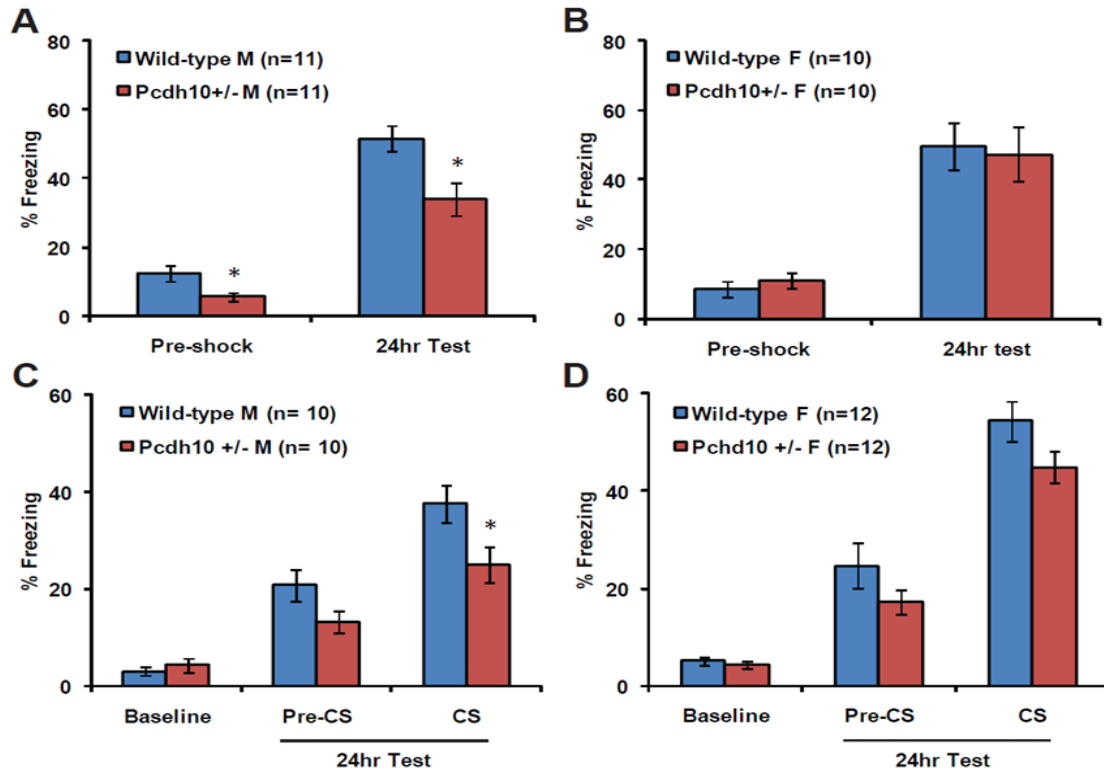 A
80
60
40
20
0
% Freezing
Wild-type M (n=11)
Pcdh10+/- M (n=11)
*
*
Pre-shock 24hr Test
B
80
60
40
20
0
% Freezing
Wild-type F (n=10)
Pcdh10+/- F (n=10)
Pre-shock 24hr test
C
60
40
20
0
% Freezing
Wild-type M (n= 10)
Pcdh10 +/- M (n= 10)
*
Baseline Pre-CS CS
24hr Test
D
60
40
20
0
% Freezing
Wild-type F (n=12)
Pchd10 +/- F (n=12)
Baseline Pre-CS CS
24hr Test